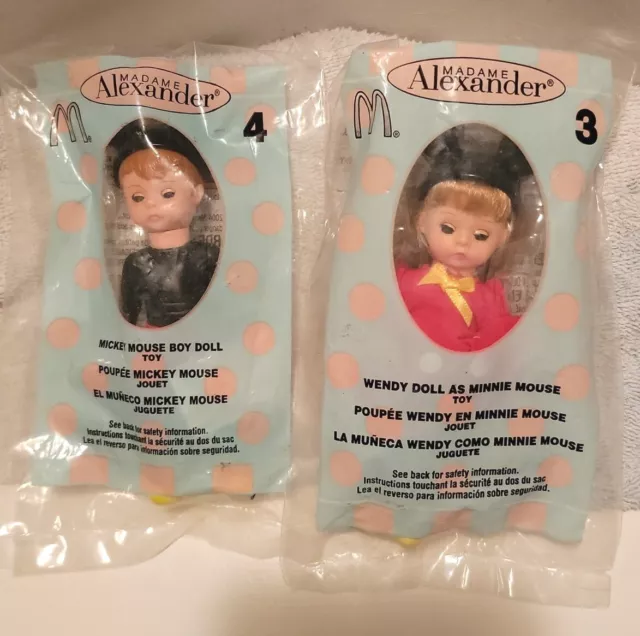 MADAME
Alexander®
M®
4
MICKEY MOUSE BOY DOLL
TOY
POUPÉE MICKEY MOUSE
JOUET
EL MUÑECO MICKEY MOUSE
JUGUETE
See back for safety information.
Instructions touchant la sécurité au dos du sac
Lea el reverso para información sobre seguridad.
MADAME
Alexander®
M®
3
WENDY DOLL AS MINNIE MOUSE
TOY
POUPÉE WENDY EN MINNIE MOUSE
JOUET
LA MUÑECA WENDY COMO MINNIE MOUSE
JUGUETE
See back for safety information.
Instructions touchant la sécurité au dos du sac
Lea el reverso para información sobre seguridad.